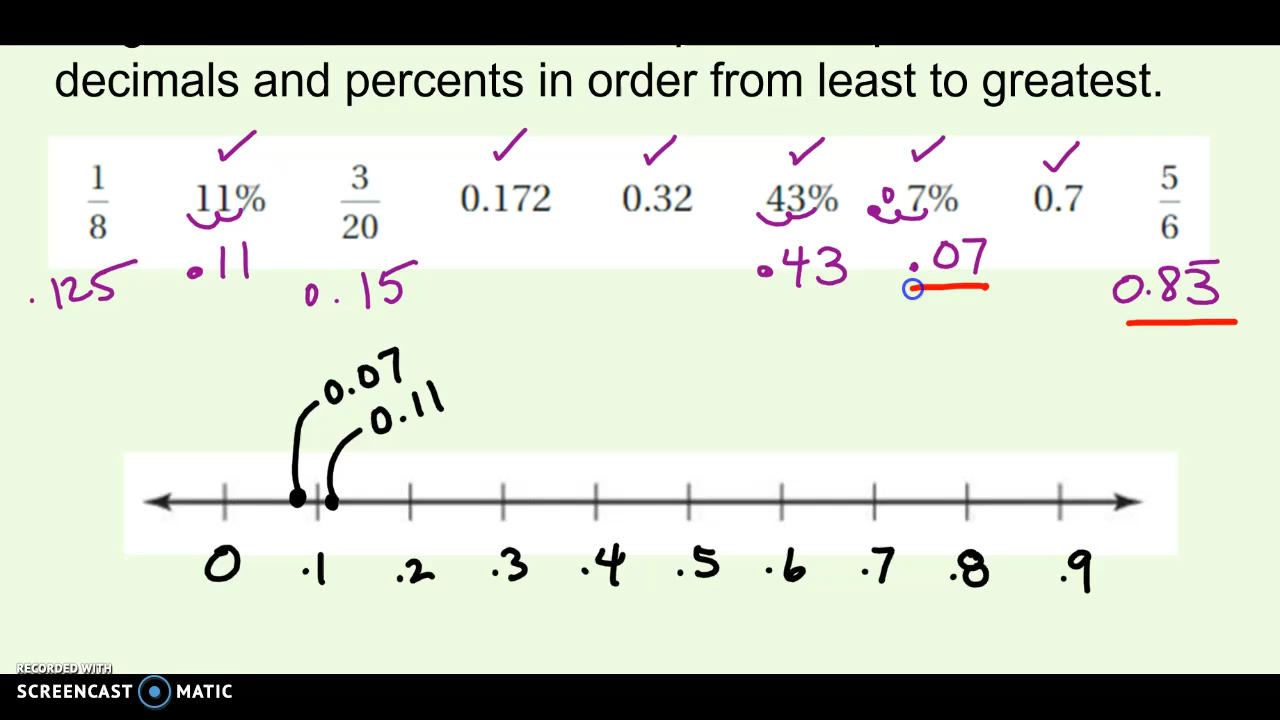 decimals and percents in order from least to greatest.
1/8 11% 3/20 0.172 0.32 43% 0 7% 0.7 5/6
.125 .11 0.15 .43 .07 0.83̅
0.07
0.11
0 .1 .2 .3 .4 .5 .6 .7 .8 .9
RECORDED WITH
SCREENCAST MATIC